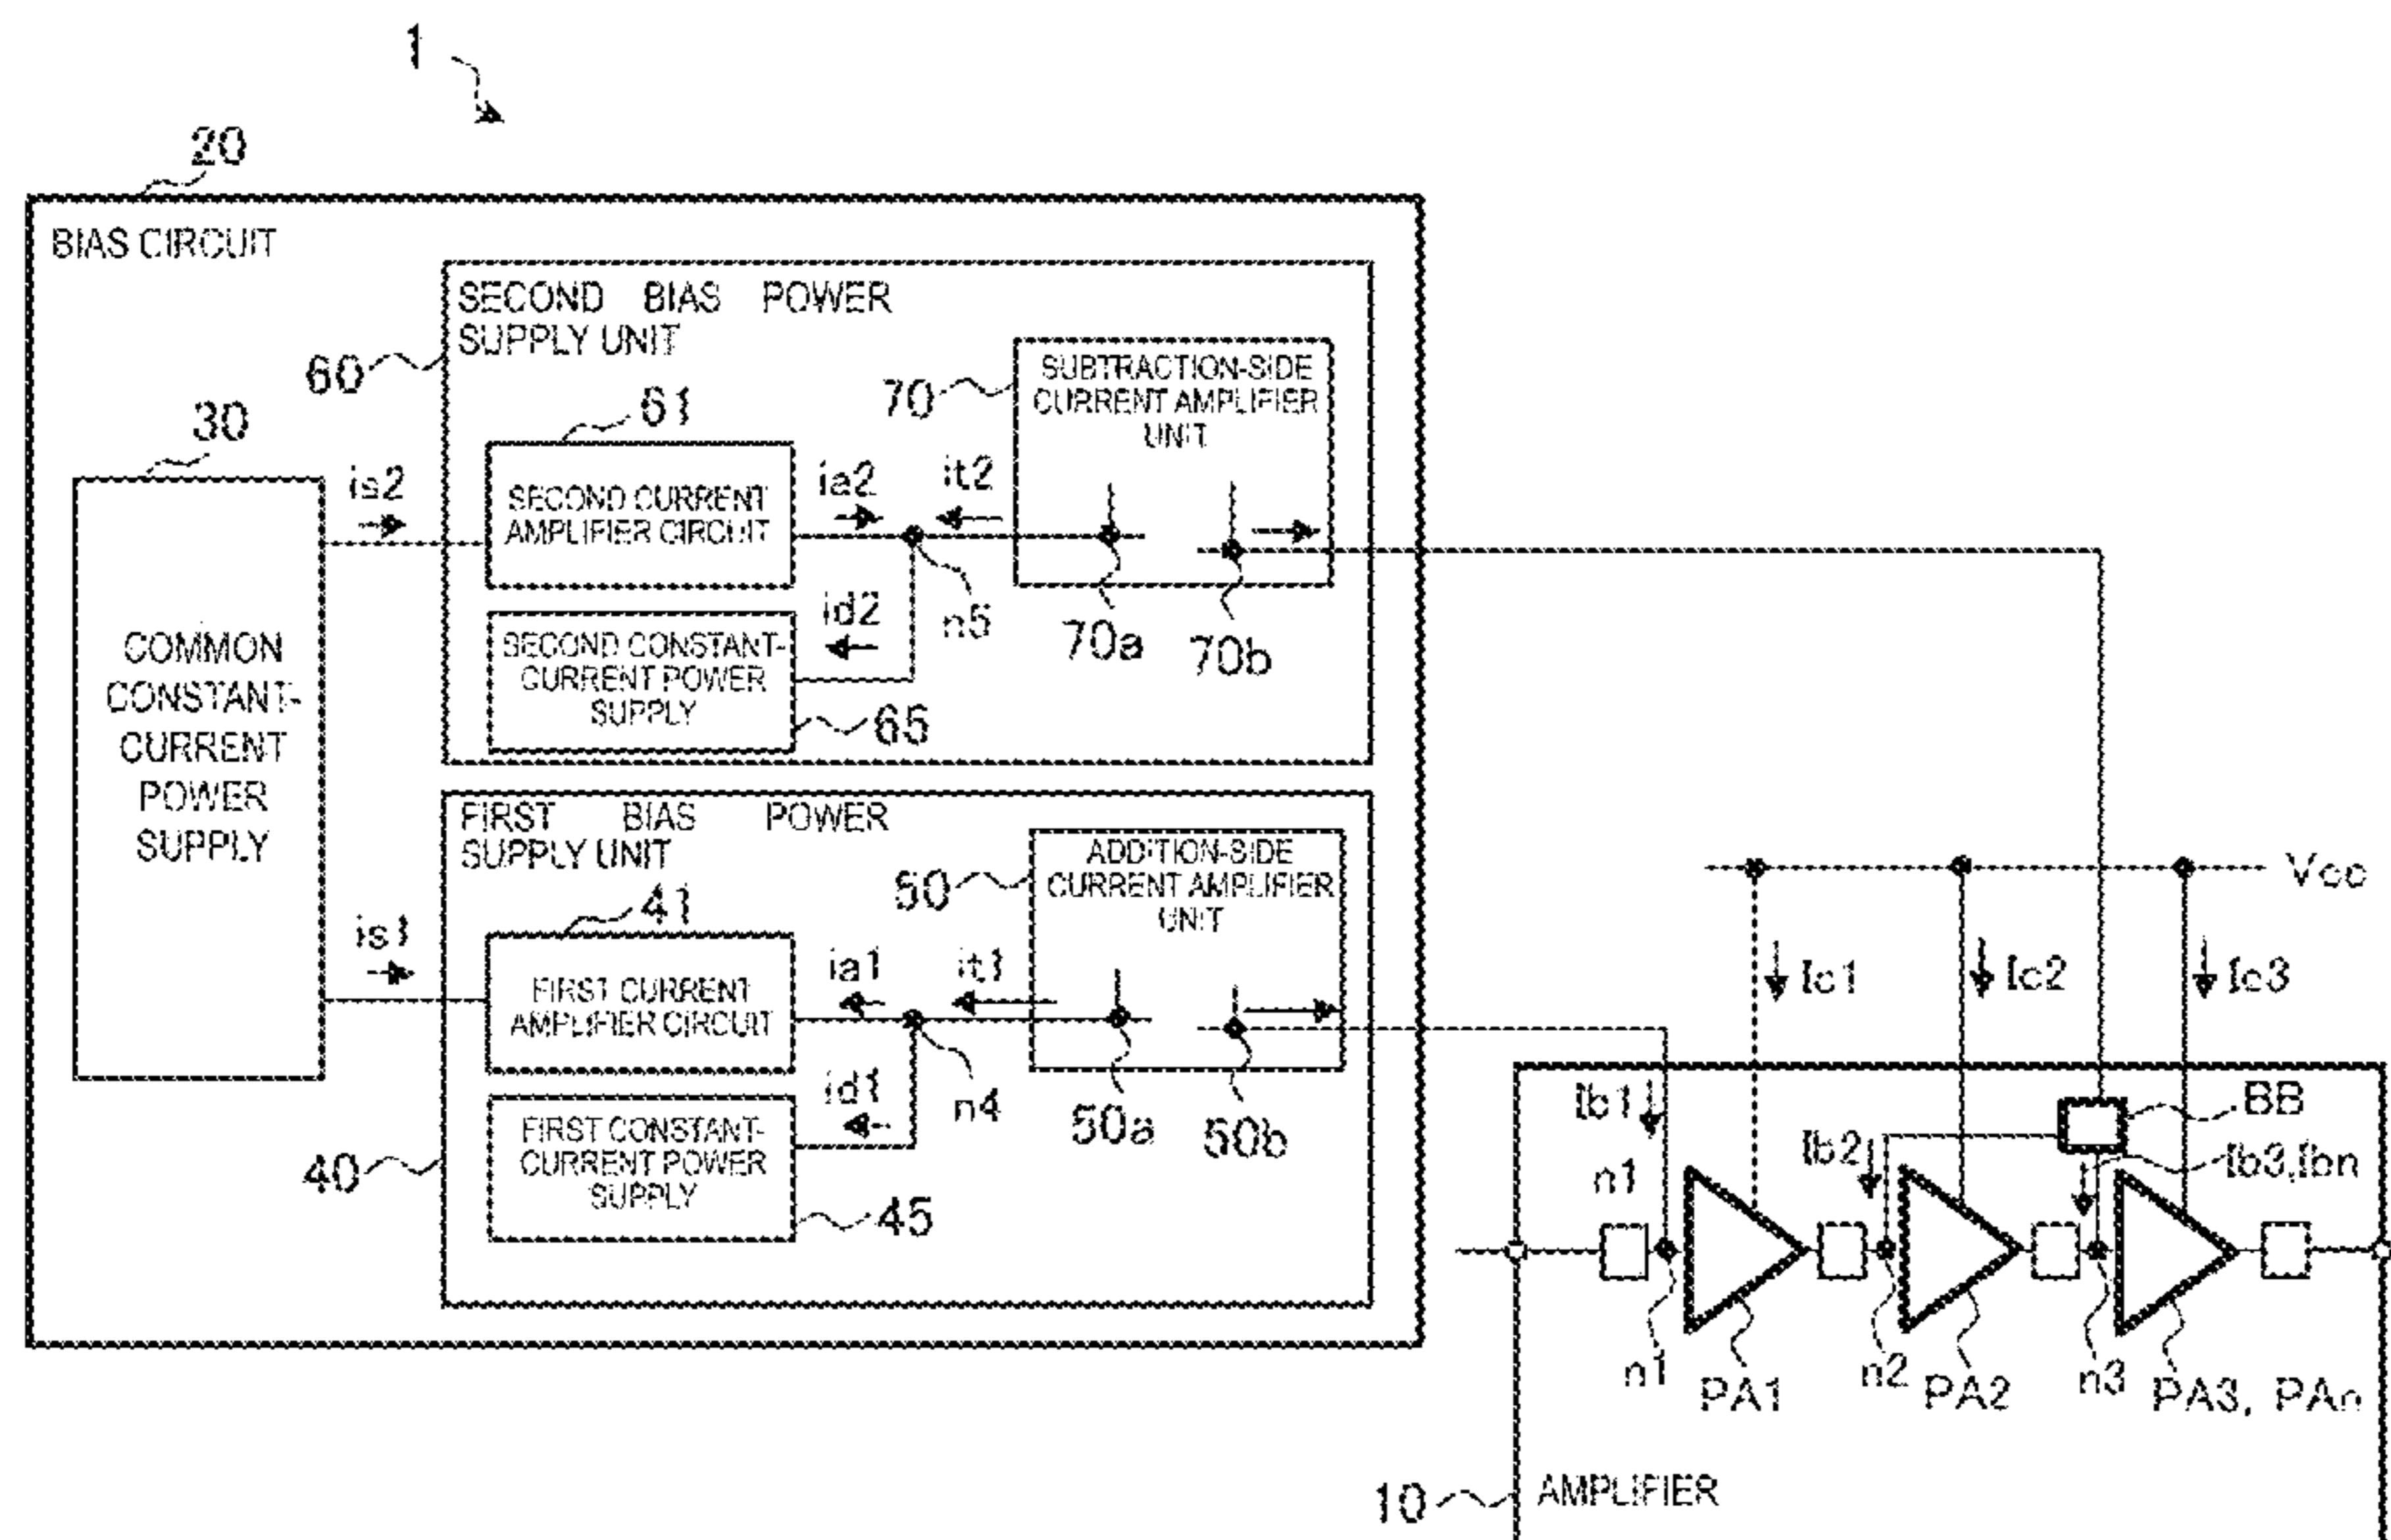 1
20
BIAS CIRCUIT
SECOND BIAS POWER
SUPPLY UNIT
60
70
SUBTRACTION-SIDE
CURRENT AMPLIFIER
UNIT
30
61
is2
SECOND CURRENT
AMPLIFIER CIRCUIT
ia2
it2
id2
n5
70a
70b
SECOND CONSTANT-
CURRENT POWER
SUPPLY
65
COMMON
CONSTANT-
CURRENT
POWER
SUPPLY
FIRST BIAS POWER
SUPPLY UNIT
50
ADDITION-SIDE
CURRENT AMPLIFIER
UNIT
41
is1
FIRST CURRENT
AMPLIFIER CIRCUIT
ia1
it1
id1
n4
50a
50b
FIRST CONSTANT-
CURRENT POWER
SUPPLY
40
45
Vcc
Ic1
Ic2
Ic3
Ib1
BB
Ib2
Ib3,Ibn
n1
n1
PA1
n2
PA2
n3
PA3, PAn
10
AMPLIFIER